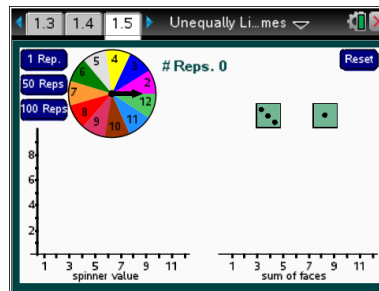 1.3 1.4 1.5 Unequally Li...mes
1 Rep.
50 Reps
100 Reps
# Reps. 0
Reset
5 4 3
6 2
7 12
8 11
9 10
8
6
4
2
1 3 5 7 9 11
spinner value
1 3 5 7 9 11
sum of faces